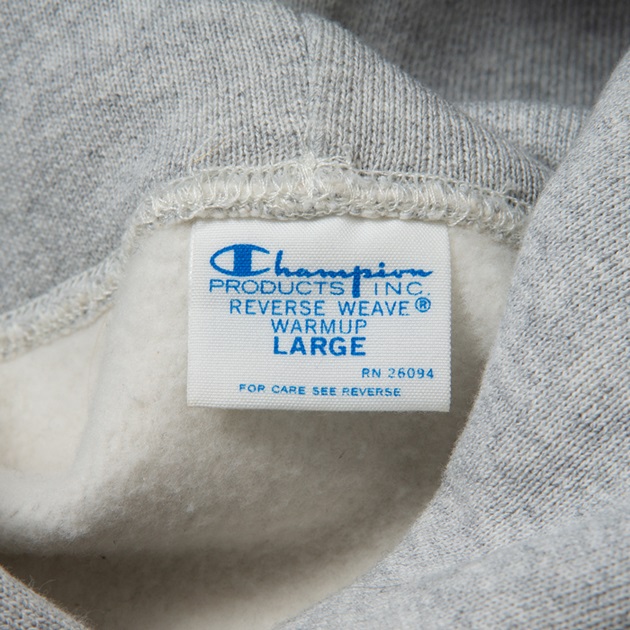 Champion
PRODUCTS INC.
REVERSE WEAVE®
WARMUP
LARGE
RN 26094
FOR CARE SEE REVERSE